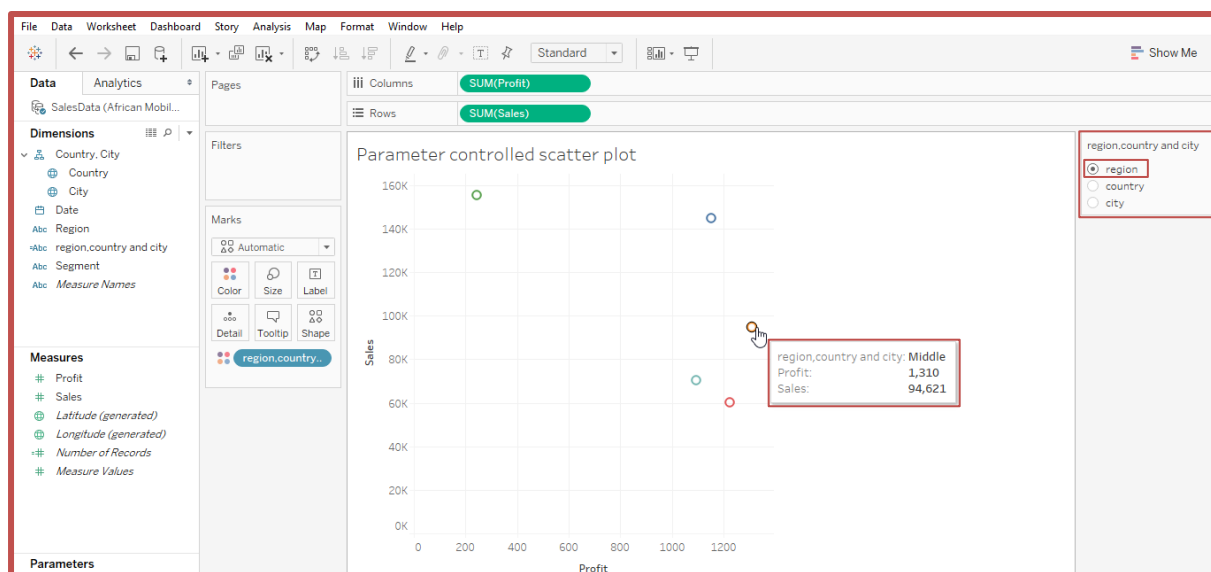 File Data Worksheet Dashboard Story Analysis Map Format Window Help
Standard
Show Me
Data Analytics
SalesData (African Mobil...
Dimensions
Country, City
Country
City
Date
Abc Region
=Abc region,country and city
Abc Segment
Abc Measure Names
Measures
# Profit
# Sales
Latitude (generated)
Longitude (generated)
=# Number of Records
# Measure Values
Parameters
Pages
Filters
Marks
Automatic
Color Size Label
Detail Tooltip Shape
region,country..
Columns SUM(Profit)
Rows SUM(Sales)
Parameter controlled scatter plot
160K
140K
120K
100K
80K
60K
40K
20K
0K
Sales
0 200 400 600 800 1000 1200
Profit
region,country and city: Middle
Profit: 1,310
Sales: 94,621
region,country and city
region
country
city